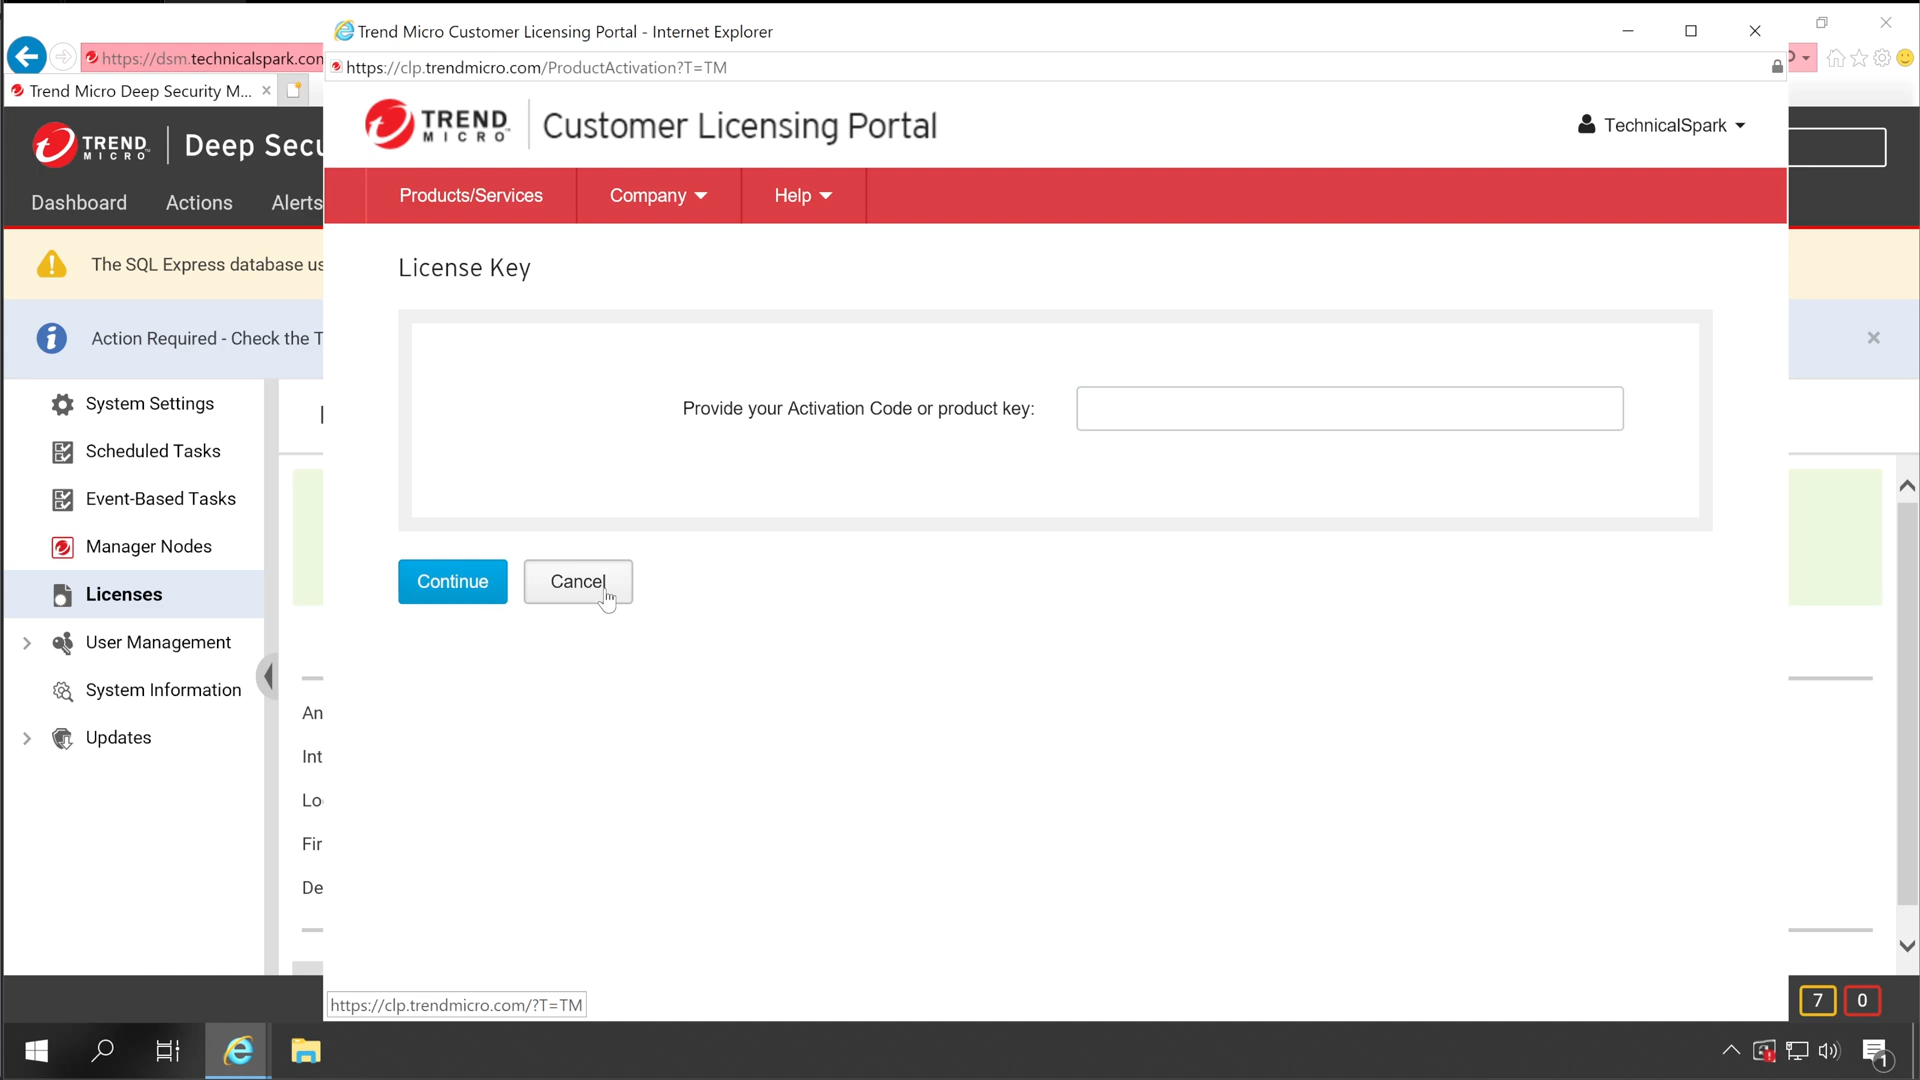 Trend Micro Customer Licensing Portal - Internet Explorer
https://dsm.technicalspark.com
https://clp.trendmicro.com/ProductActivation?T=TM
Trend Micro Deep Security M...
TREND MICRO
Deep Secu
TREND MICRO
Customer Licensing Portal
TechnicalSpark
Dashboard
Actions
Alerts
Products/Services
Company
Help
The SQL Express database us
License Key
Action Required - Check the T
Provide your Activation Code or product key:
System Settings
Scheduled Tasks
Event-Based Tasks
Manager Nodes
Licenses
User Management
System Information
Updates
Continue
Cancel
An
Int
Lo
Fir
De
https://clp.trendmicro.com/?T=TM
7
0
1